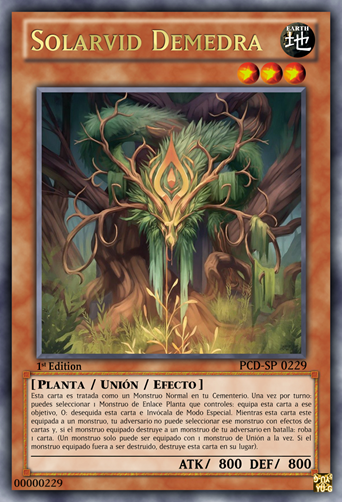 SOLARVID DEMEDRA
EARTH
地
1st Edition
PCD-SP 0229
[ PLANTA / UNIÓN / EFECTO ]
Esta carta es tratada como un Monstruo Normal en tu Cementerio. Una vez por turno:
puedes seleccionar 1 Monstruo de Enlace Planta que controles: equipa esta carta a ese
objetivo, O: desequipa esta carta e Invócala de Modo Especial. Mientras esta carta este
equipada a un monstruo, tu adversario no puede seleccionar ese monstruo con efectos de
cartas y, si el monstruo equipado destruye a un monstruo de tu adversario en batalla: roba
1 carta. (Un monstruo solo puede ser equipado con 1 monstruo de Unión a la vez. Si el
monstruo equipado fuera a ser destruido, destruye esta carta en su lugar).
ATK/ 800 DEF/ 800
00000229